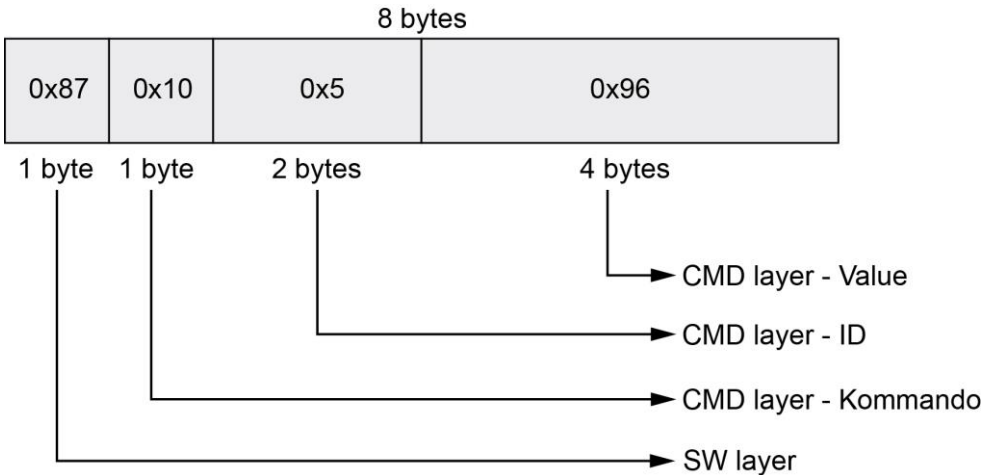 8 bytes
0x87 0x10 0x5 0x96
1 byte 1 byte 2 bytes 4 bytes
CMD layer - Value
CMD layer - ID
CMD layer - Kommando
SW layer